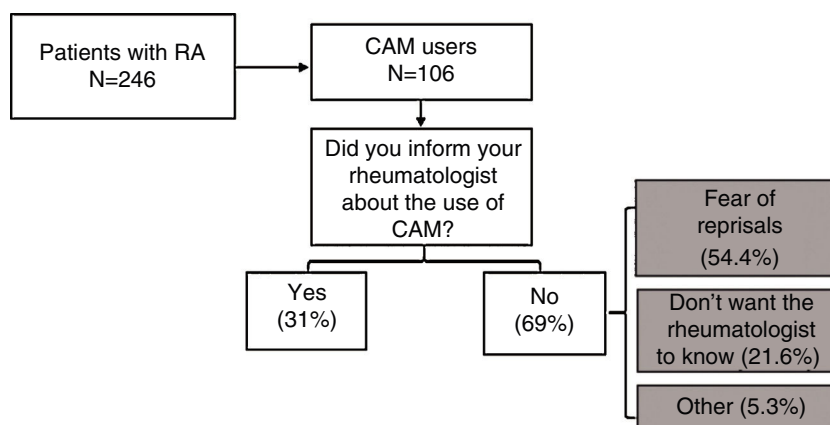 Patients with RA
N=246
CAM users
N=106
Did you inform your
rheumatologist
about the use of
CAM?
Yes
(31%)
No
(69%)
Fear of
reprisals
(54.4%)
Don't want the
rheumatologist
to know (21.6%)
Other (5.3%)